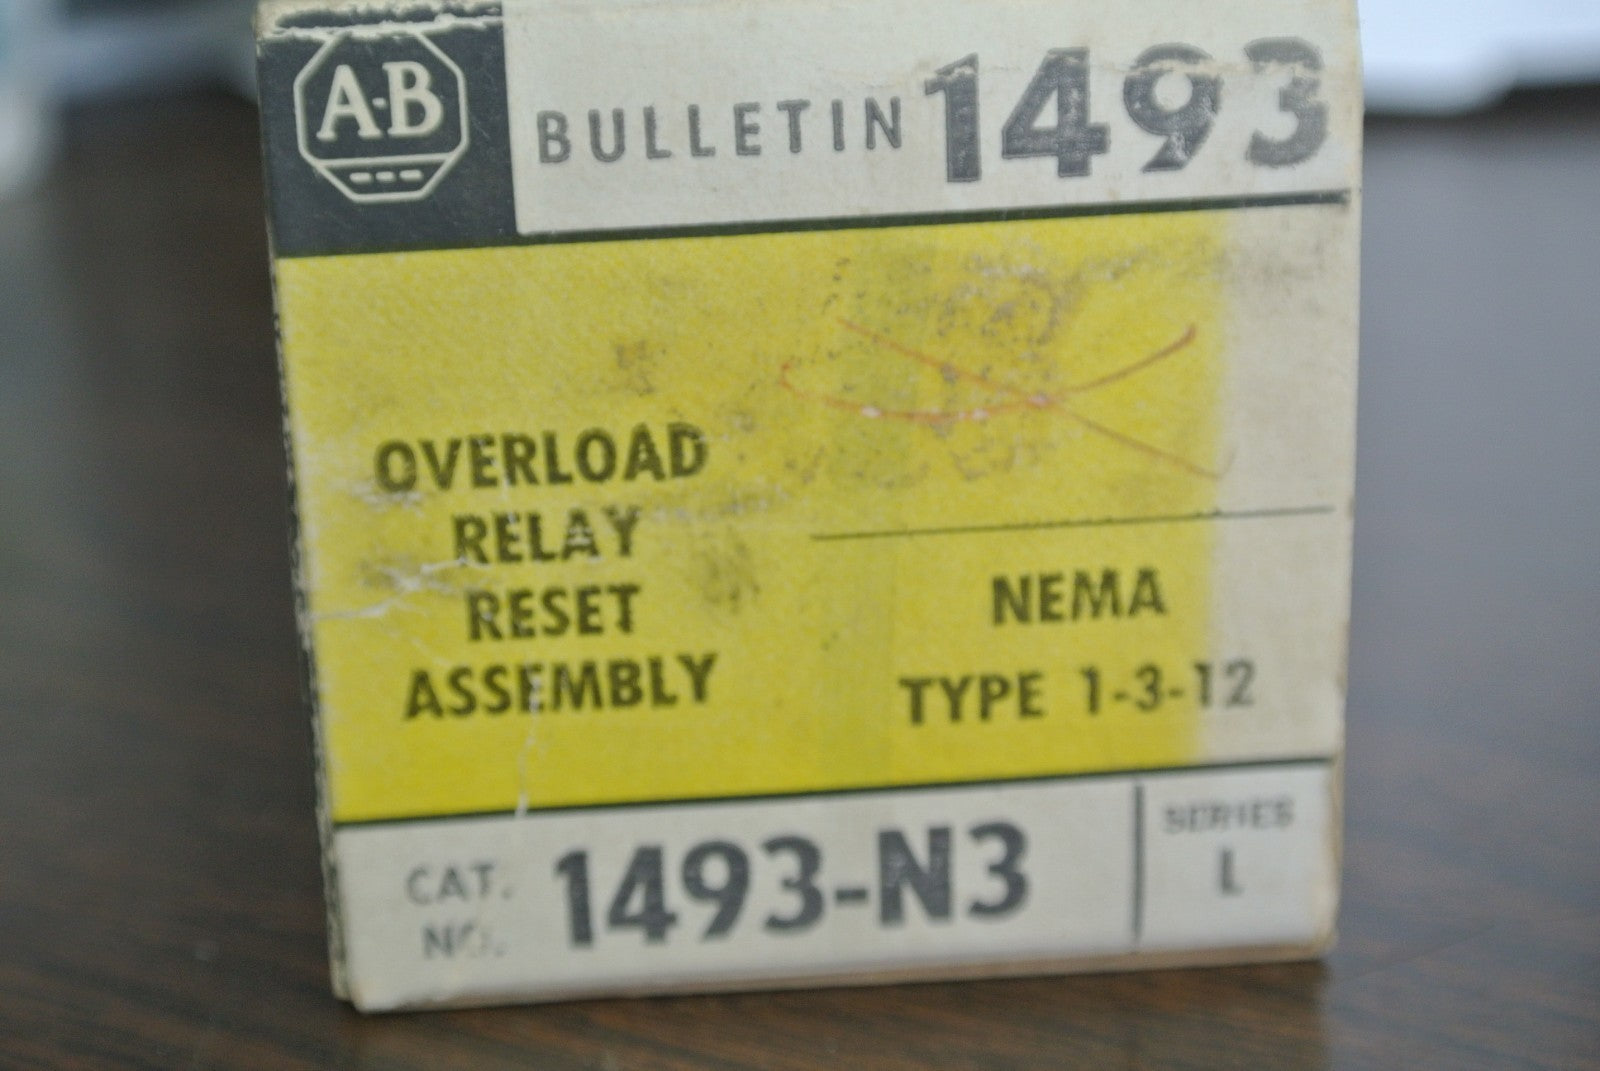 A-B
BULLETIN 1493
OVERLOAD
RELAY
RESET
ASSEMBLY
NEMA
TYPE 1-3-12
CAT.
NO.
1493-N3
SERIES
L